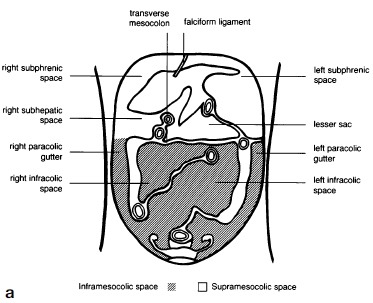 transverse
mesocolon
falciform ligament
right subphrenic
space
left subphrenic
space
right subhepatic
space
lesser sac
right paracolic
gutter
left paracolic
gutter
right infracolic
space
left infracolic
space
a
Inframesocolic space
Supramesocolic space